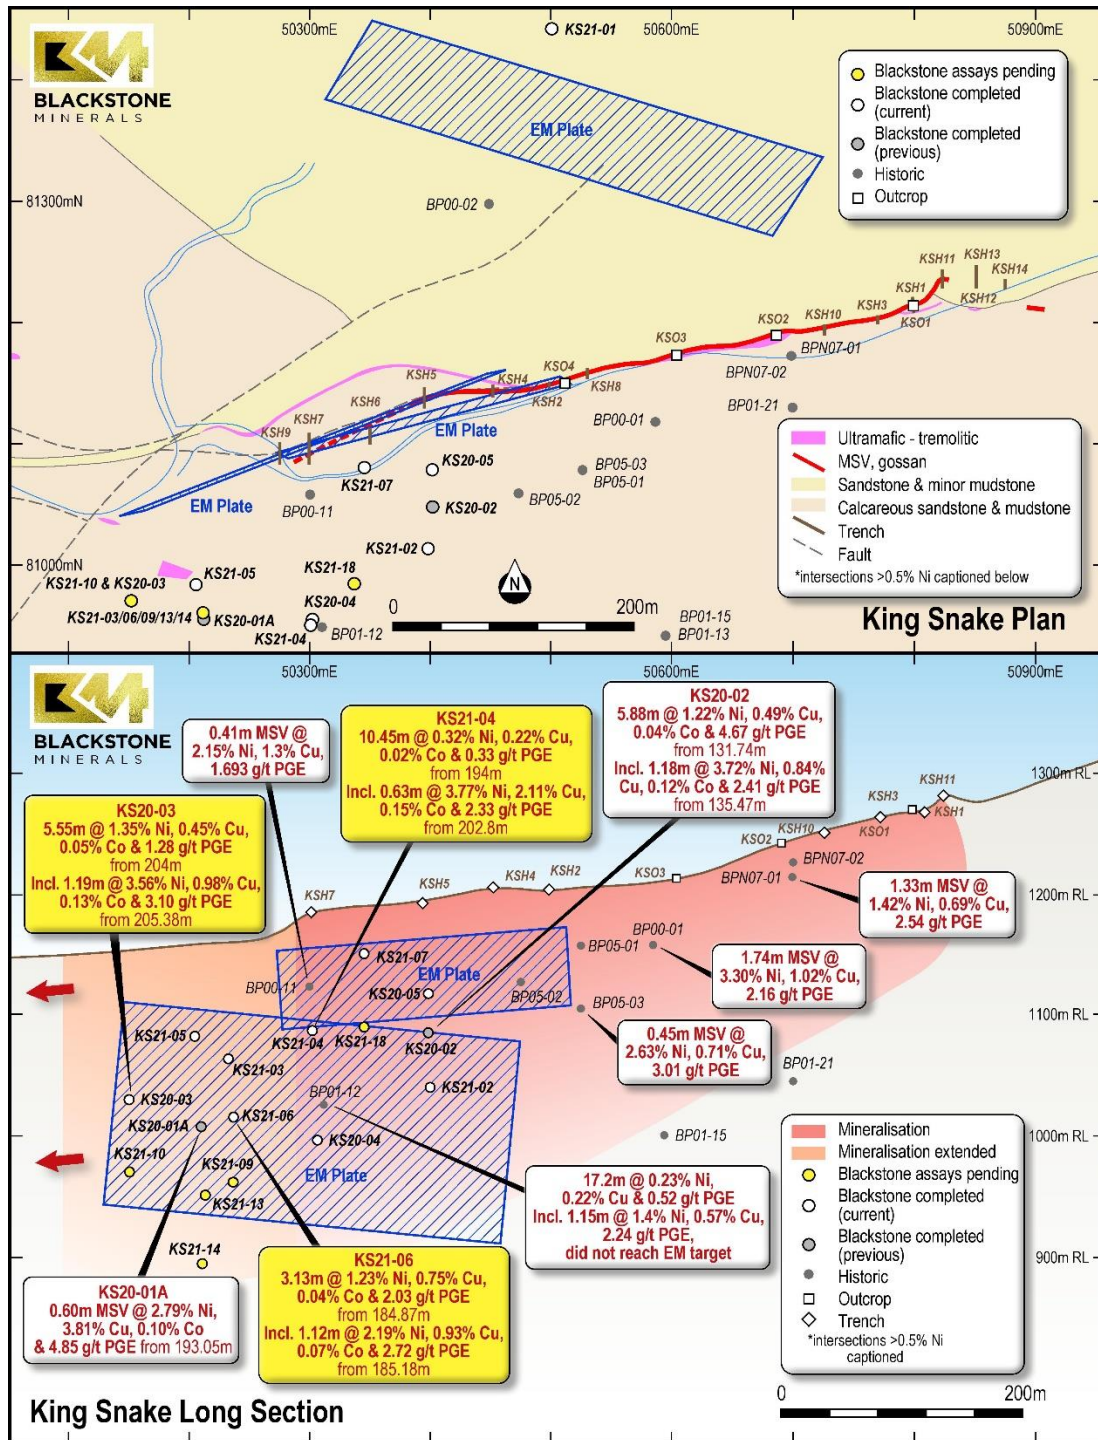 50300mE
50600mE
50900mE
KS21-01
BLACKSTONE
MINERALS
EM Plate
Blackstone assays pending
Blackstone completed
(current)
Blackstone completed
(previous)
Historic
Outcrop
81300mN
BP00-02
KSH11
KSH13
KSH14
KSH1
KSH12
KSH3
KSO1
KSH10
KSO2
KSO3
BPN07-01
BPN07-02
KSO4
KSH5
KSH4
KSH2
KSH8
KSH6
KSH7
KSH9
BP01-21
BP00-01
EM Plate
EM Plate
KS20-05
BP05-03
BP05-01
KS21-07
BP05-02
BP00-11
KS20-02
KS21-02
Ultramafic - tremolitic
MSV, gossan
Sandstone & minor mudstone
Calcareous sandstone & mudstone
Trench
Fault
*intersections >0.5% Ni captioned below
81000mN
KS21-10 & KS20-03
KS21-05
KS21-18
N
KS21-03/06/09/13/14
KS20-01A
KS20-04
KS21-04
BP01-12
0
200m
BP01-15
BP01-13
King Snake Plan
50300mE
50600mE
50900mE
BLACKSTONE
MINERALS
0.41m MSV @
2.15% Ni, 1.3% Cu,
1.693 g/t PGE
KS21-04
10.45m @ 0.32% Ni, 0.22% Cu,
0.02% Co & 0.33 g/t PGE
from 194m
Incl. 0.63m @ 3.77% Ni, 2.11% Cu,
0.15% Co & 2.33 g/t PGE
from 202.8m
KS20-02
5.88m @ 1.22% Ni, 0.49% Cu,
0.04% Co & 4.67 g/t PGE
from 131.74m
Incl. 1.18m @ 3.72% Ni, 0.84%
Cu, 0.12% Co & 2.41 g/t PGE
from 135.47m
1300m RL
KS20-03
5.55m @ 1.35% Ni, 0.45% Cu,
0.05% Co & 1.28 g/t PGE
from 204m
Incl. 1.19m @ 3.56% Ni, 0.98% Cu,
0.13% Co & 3.10 g/t PGE
from 205.38m
KSH11
KSH3
KSH1
KSH10
KSO1
KSO2
KSO3
KSH2
KSH4
KSH5
KSH7
BPN07-02
BPN07-01
1200m RL
1.33m MSV @
1.42% Ni, 0.69% Cu,
2.54 g/t PGE
BP00-01
BP05-01
1.74m MSV @
3.30% Ni, 1.02% Cu,
2.16 g/t PGE
KS21-07
EM Plate
BP00-11
KS20-05
BP05-02
BP05-03
1100m RL
KS21-05
KS21-04
KS21-18
KS20-02
0.45m MSV @
2.63% Ni, 0.71% Cu,
3.01 g/t PGE
KS21-03
KS21-02
BP01-21
KS20-03
BP01-12
KS20-01A
KS21-06
KS20-04
BP01-15
1000m RL
KS21-10
KS21-09
EM Plate
KS21-13
17.2m @ 0.23% Ni,
0.22% Cu & 0.52 g/t PGE
Incl. 1.15m @ 1.4% Ni, 0.57% Cu,
2.24 g/t PGE,
did not reach EM target
KS21-14
900m RL
KS20-01A
0.60m MSV @ 2.79% Ni,
3.81% Cu, 0.10% Co
& 4.85 g/t PGE from 193.05m
KS21-06
3.13m @ 1.23% Ni, 0.75% Cu,
0.04% Co & 2.03 g/t PGE
from 184.87m
Incl. 1.12m @ 2.19% Ni, 0.93% Cu,
0.07% Co & 2.72 g/t PGE
from 185.18m
Mineralisation
Mineralisation extended
Blackstone assays pending
Blackstone completed
(current)
Blackstone completed
(previous)
Historic
Outcrop
Trench
*intersections >0.5% Ni
captioned
0
200m
King Snake Long Section